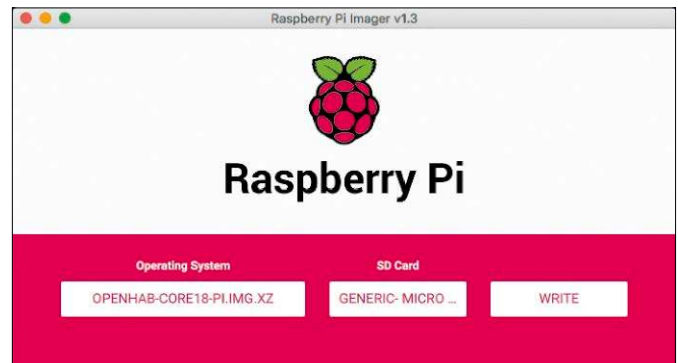 Raspberry Pi Imager v1.3
Raspberry Pi
Operating System SD Card
OPENHAB-CORE18-PI.IMG.XZ GENERIC- MICRO ... WRITE